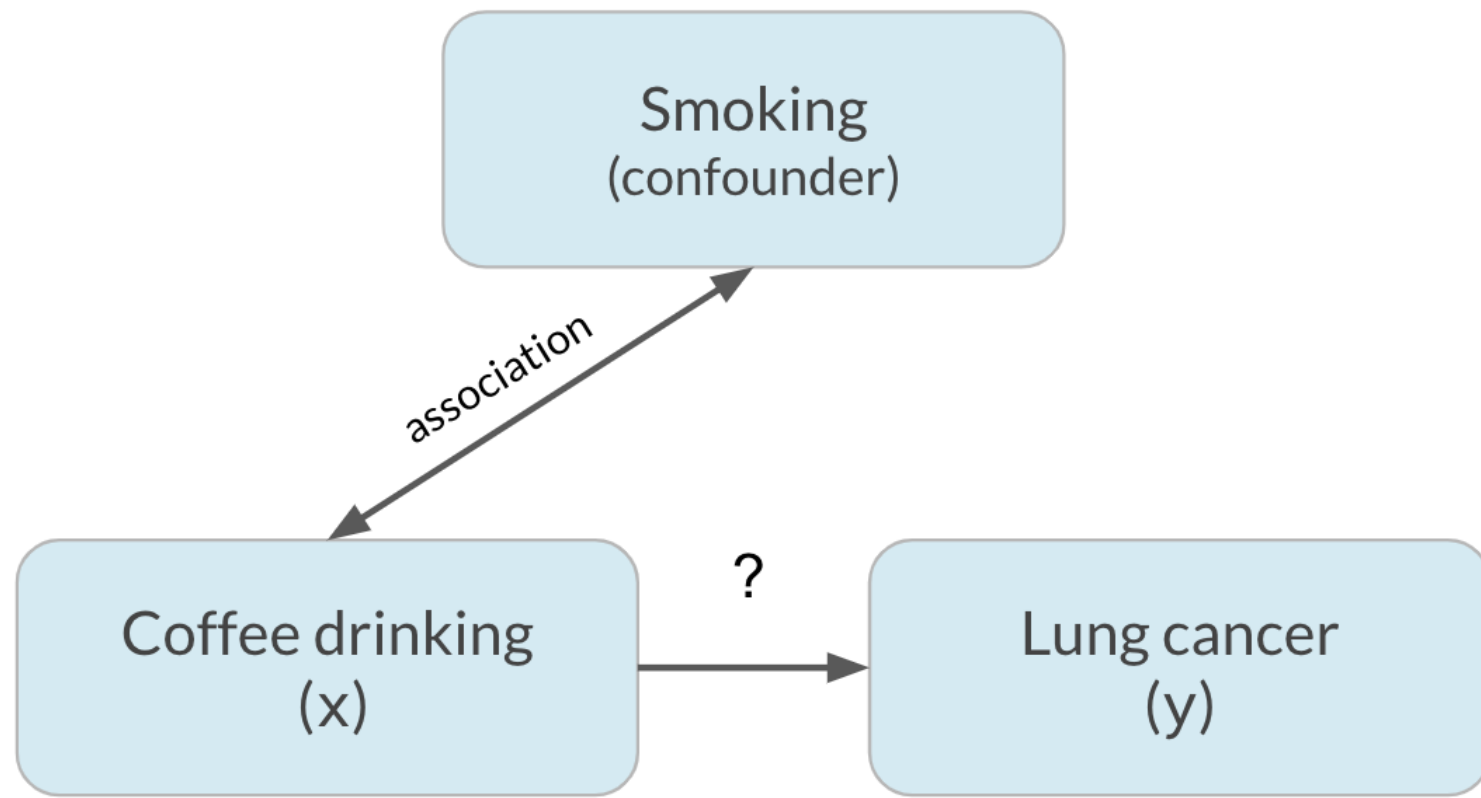 Smoking
(confounder)
association
?
Coffee drinking
(x)
Lung cancer
(y)